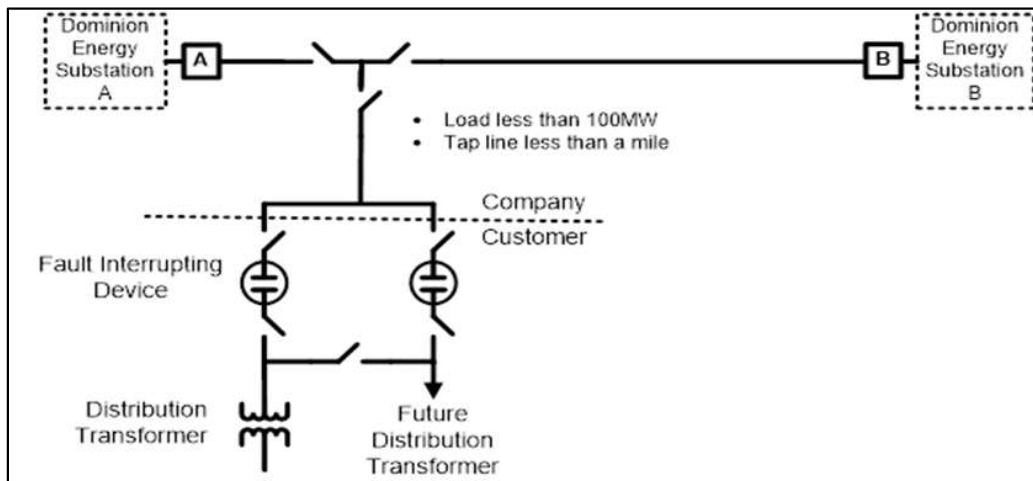 Dominion
Energy
Substation
A
A
B
Dominion
Energy
Substation
B
• Load less than 100MW
• Tap line less than a mile
Company
Customer
Fault Interrupting
Device
Distribution
Transformer
Future
Distribution
Transformer